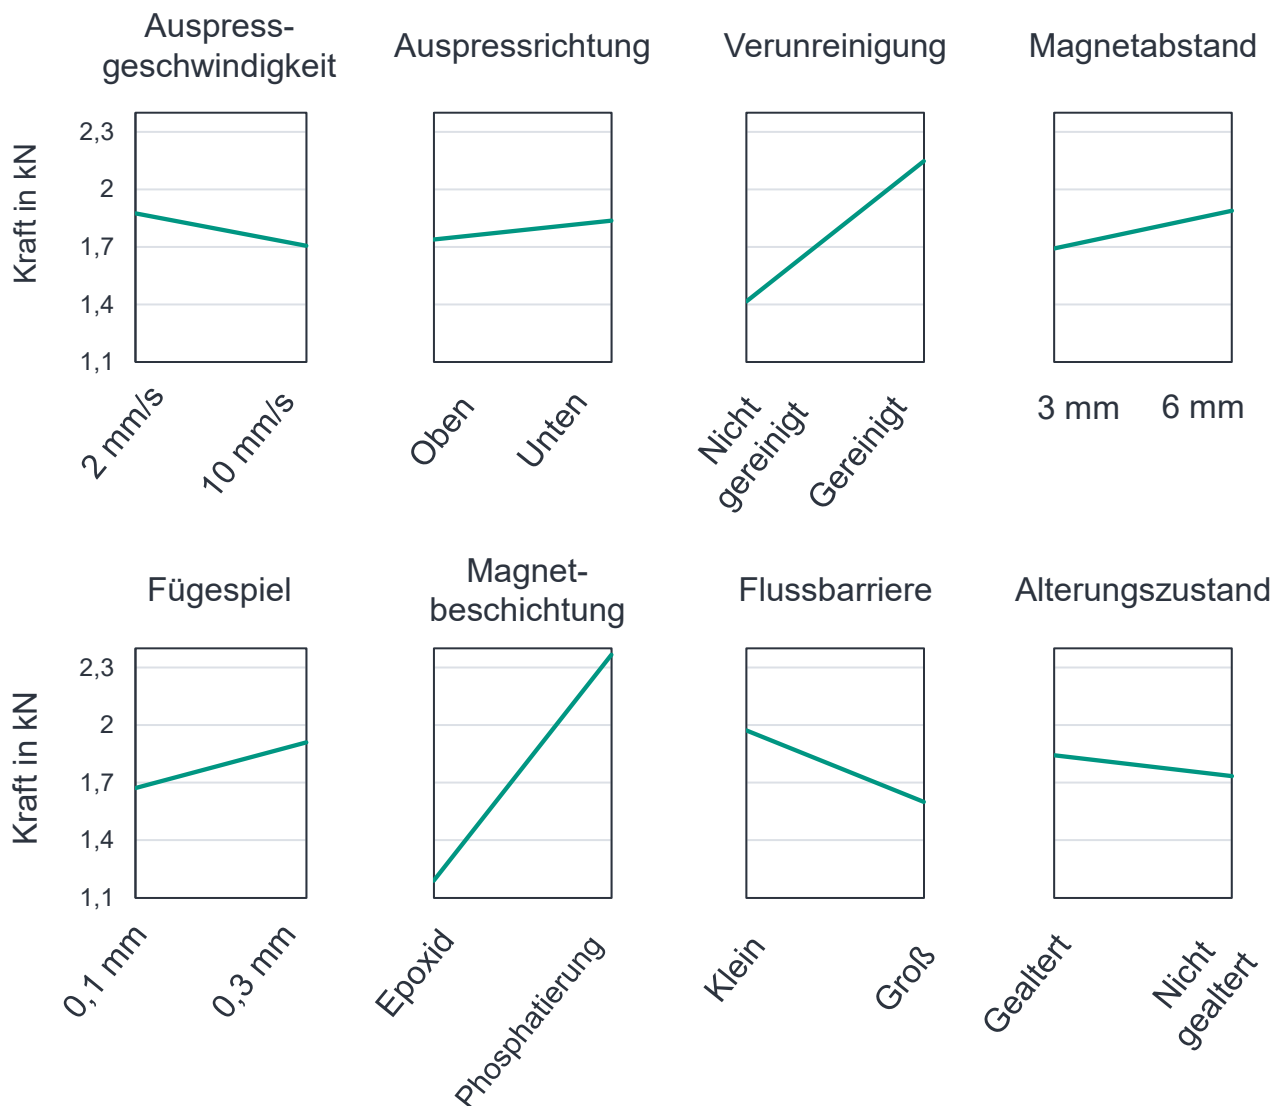 Auspress-
geschwindigkeit
Auspressrichtung
Verunreinigung
Magnetabstand
Kraft in kN
2,3
2
1,7
1,4
1,1
2 mm/s
10 mm/s
Oben
Unten
Nicht
gereinigt
Gereinigt
3 mm
6 mm
Fügespiel
Magnet-
beschichtung
Flussbarriere
Alterungszustand
Kraft in kN
2,3
2
1,7
1,4
1,1
0,1 mm
0,3 mm
Epoxid
Phosphatierung
Klein
Groß
Gealtert
Nicht
gealtert